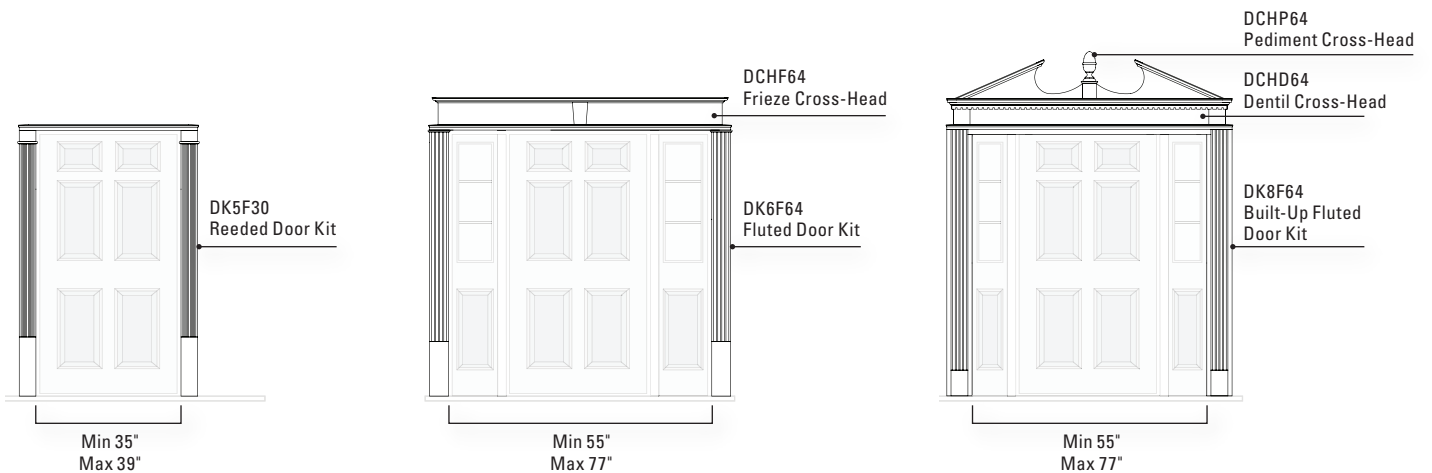 DK5F30
Reeded Door Kit
Min 35"
Max 39"
DCHF64
Frieze Cross-Head
DK6F64
Fluted Door Kit
Min 55"
Max 77"
DCHP64
Pediment Cross-Head
DCHD64
Dentil Cross-Head
DK8F64
Built-Up Fluted
Door Kit
Min 55"
Max 77"